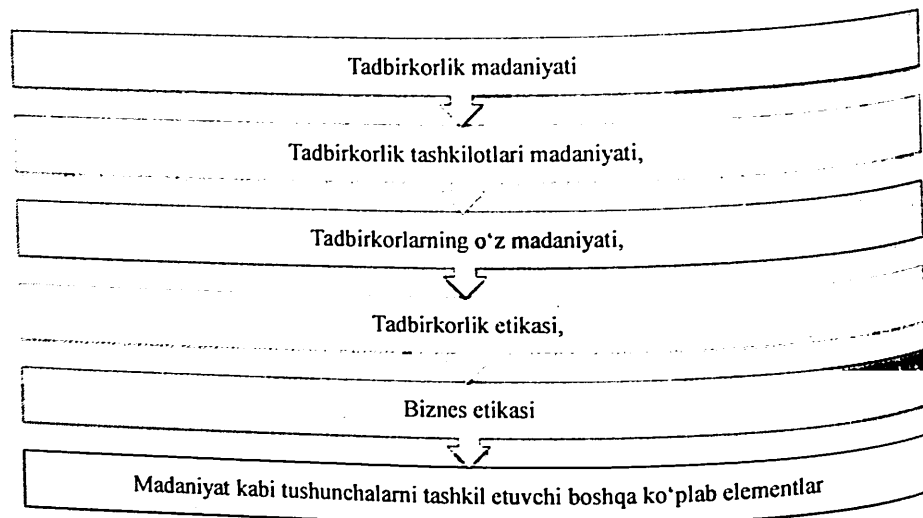 Tadbirkorlik madaniyati
Tadbirkorlik tashkilotlari madaniyati,
Tadbirkorlarning o‘z madaniyati,
Tadbirkorlik etikasi,
Biznes etikasi
Madaniyat kabi tushunchalarni tashkil etuvchi boshqa ko‘plab elementlar